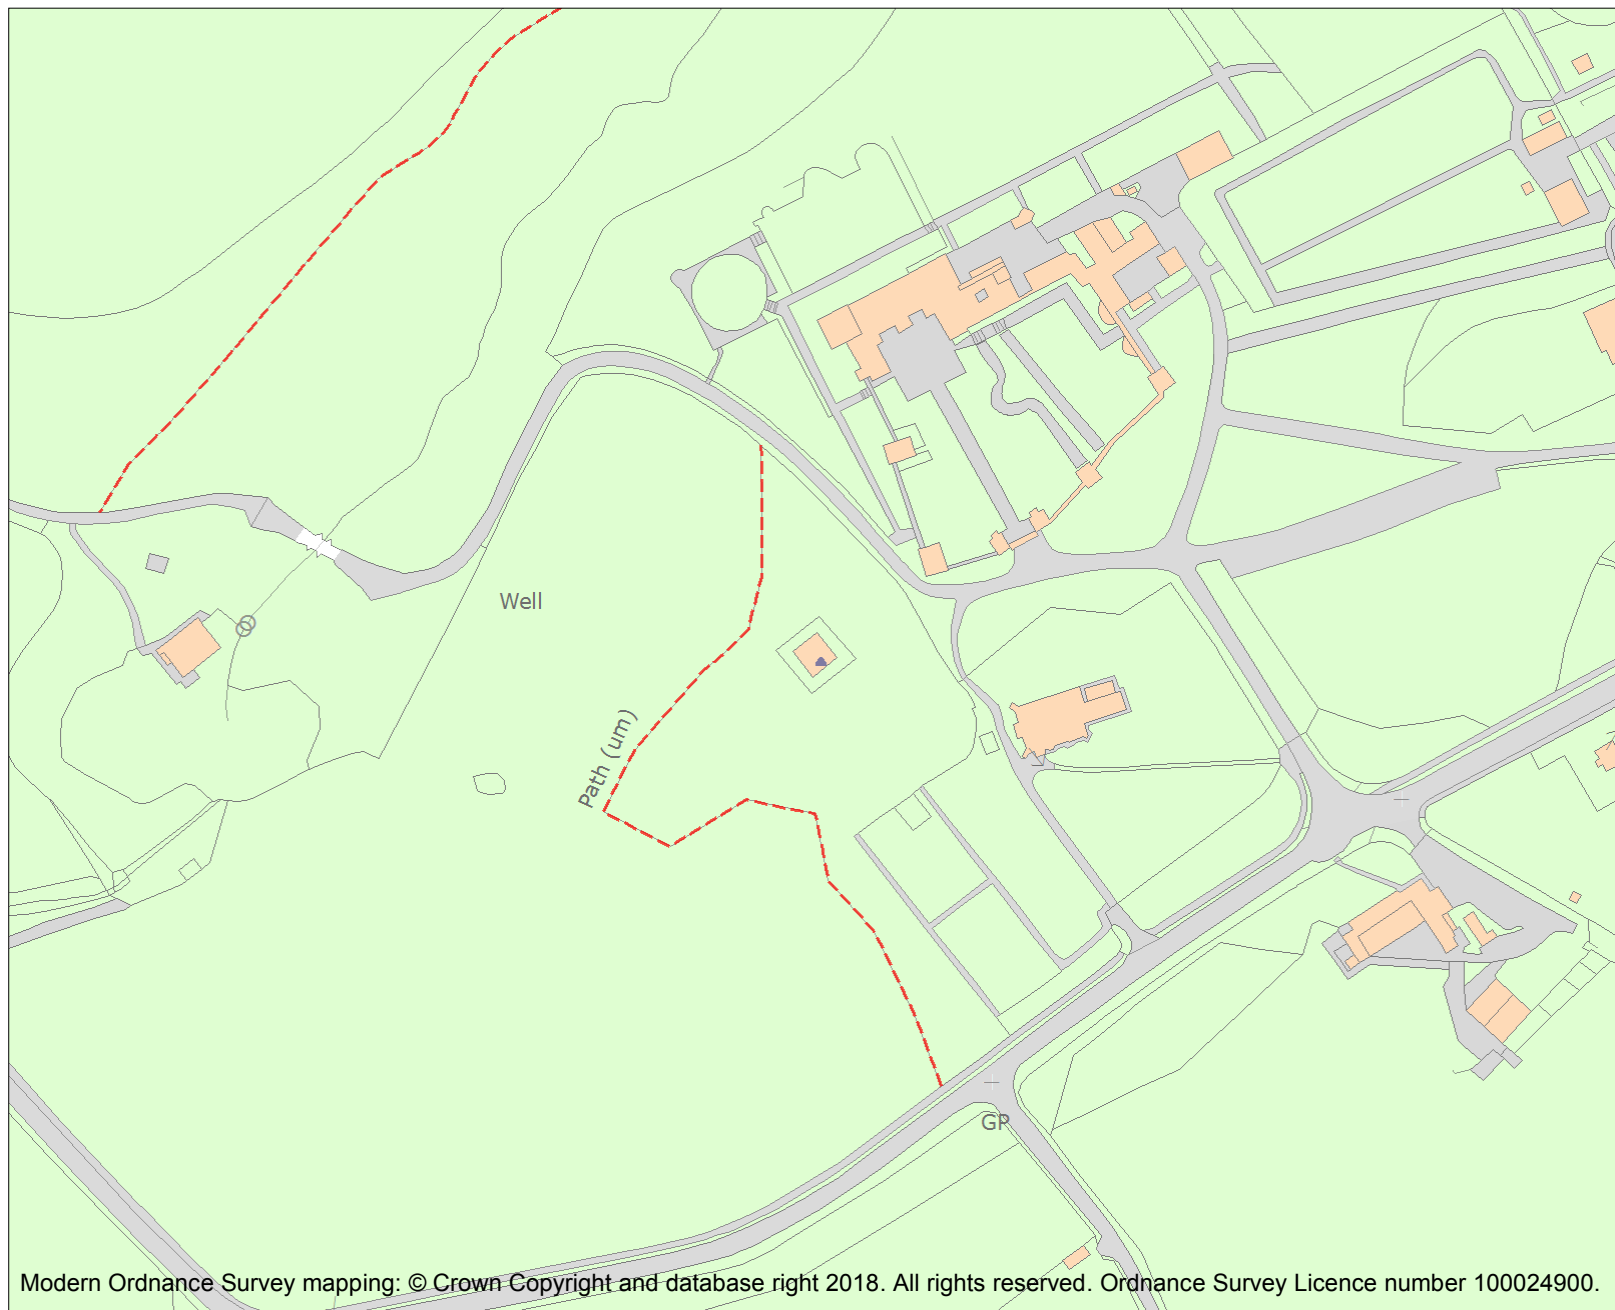 Well
Path (um)
GP
Modern Ordnance Survey mapping: © Crown Copyright and database right 2018. All rights reserved. Ordnance Survey Licence number 100024900.